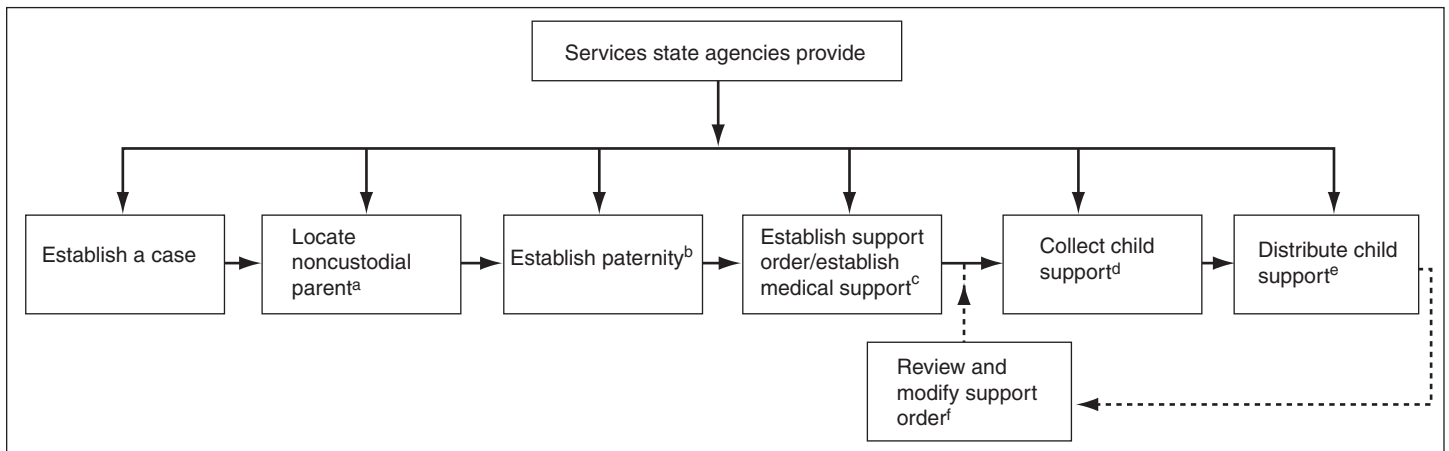 Services state agencies provide
Establish a case
Locate
noncustodial
parentᵃ
Establish paternityᵇ
Establish support
order/establish
medical supportᶜ
Collect child
supportᵈ
Distribute child
supportᵉ
Review and
modify support
orderᶠ